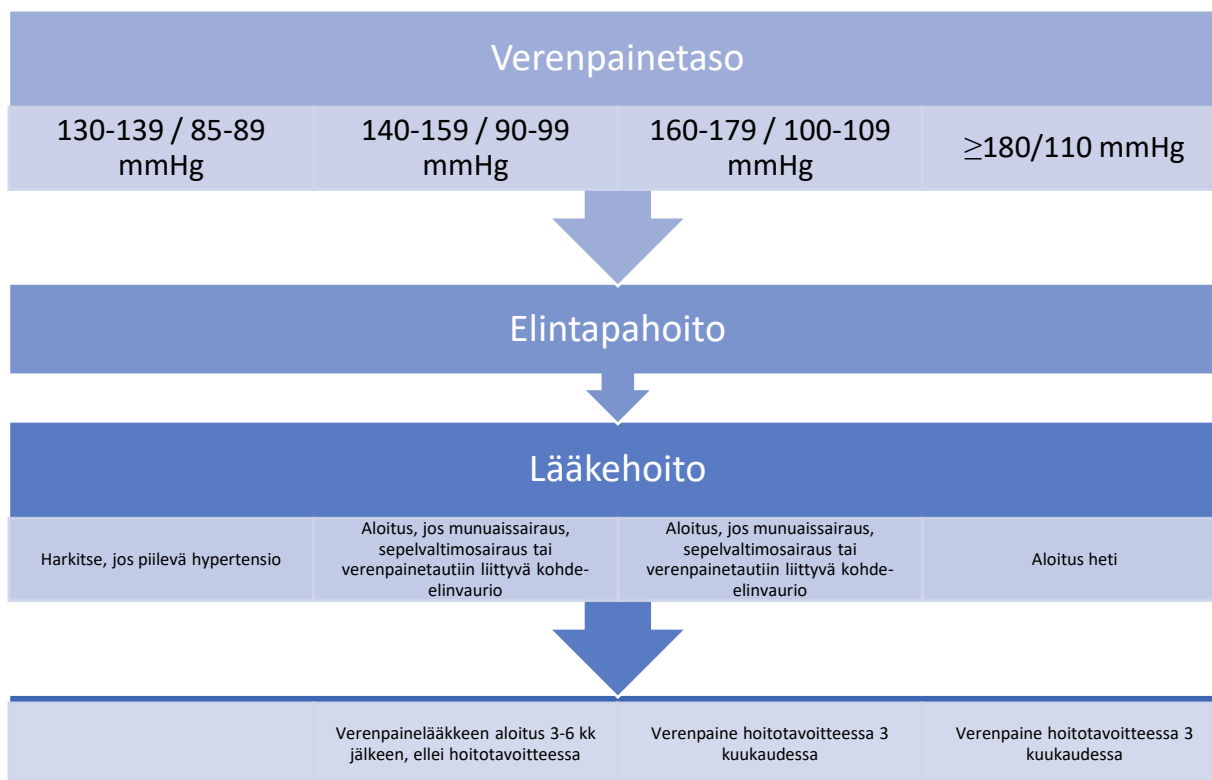 Verenpainetaso
130-139 / 85-89
mmHg
140-159 / 90-99
mmHg
160-179 / 100-109
mmHg
≥180/110 mmHg
Elintapahoito
Lääkehoito
Harkitse, jos piilevä hypertensio
Aloitus, jos munuaissairaus,
sepelvaltimosairaus tai
verenpainetautiin liittyvä kohde-
elinvaurio
Aloitus, jos munuaissairaus,
sepelvaltimosairaus tai
verenpainetautiin liittyvä kohde-
elinvaurio
Aloitus heti
Verenpainelääkkeen aloitus 3-6 kk
jälkeen, ellei hoitotavoitteessa
Verenpaine hoitotavoitteessa 3
kuukaudessa
Verenpaine hoitotavoitteessa 3
kuukaudessa